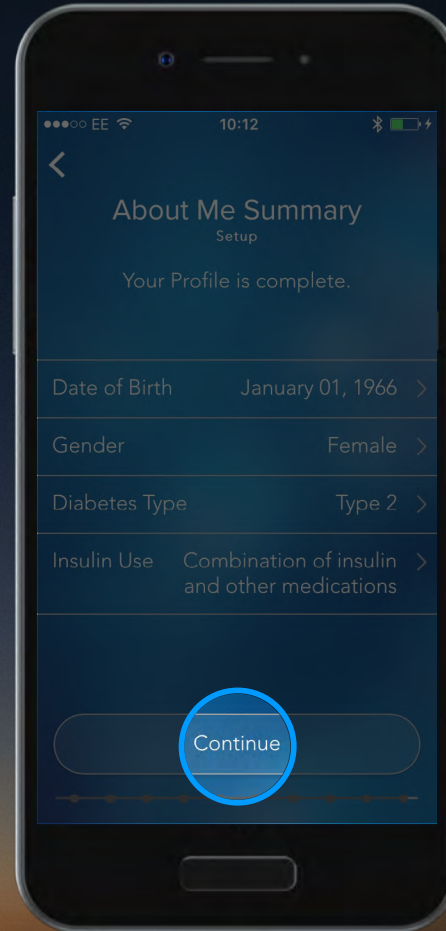 EE 10:12
About Me Summary
Setup
Your Profile is complete.
Date of Birth January 01, 1966
Gender Female
Diabetes Type Type 2
Insulin Use Combination of insulin
and other medications
Continue